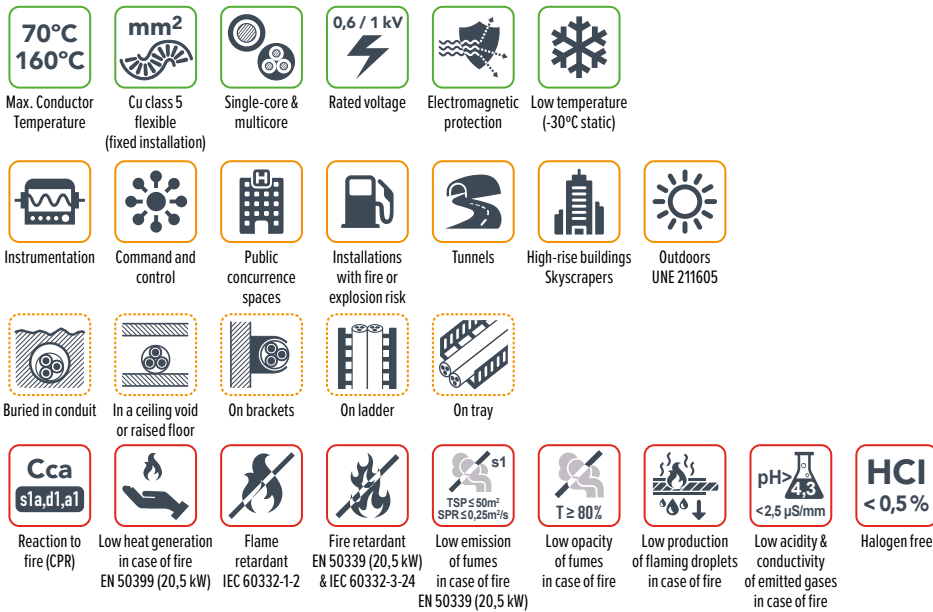 70°C
160°C
mm²
0,6 / 1 kV
Max. Conductor
Temperature
Cu class 5
flexible
(fixed installation)
Single-core &
multicore
Rated voltage
Electromagnetic
protection
Low temperature
(-30°C static)
H
Instrumentation
Command and
control
Public
concurrence
spaces
Installations
with fire or
explosion risk
Tunnels
High-rise buildings
Skyscrapers
Outdoors
UNE 211605
Buried in conduit
In a ceiling void
or raised floor
On brackets
On ladder
On tray
Cca
s1a,d1,a1
s1
TSP ≤ 50m²
SPR ≤ 0,25m²/s
T ≥ 80%
pH>
4,3
<2,5 µS/mm
HCl
< 0,5 %
Reaction to
fire (CPR)
Low heat generation
in case of fire
EN 50399 (20,5 kW)
Flame
retardant
IEC 60332-1-2
Fire retardant
EN 50339 (20,5 kW)
& IEC 60332-3-24
Low emission
of fumes
in case of fire
EN 50339 (20,5 kW)
Low opacity
of fumes
in case of fire
Low production
of flaming droplets
in case of fire
Low acidity &
conductivity
of emitted gases
in case of fire
Halogen free